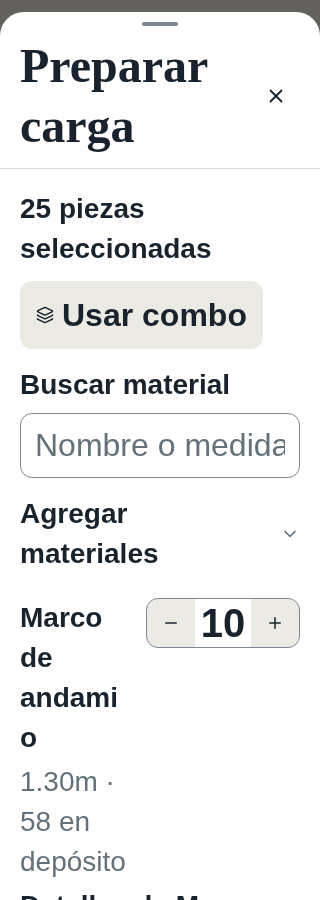 Preparar
carga
25 piezas
seleccionadas
Usar combo
Buscar material
Nombre o medida
Agregar
materiales
Marco
de
andami
o
10
1.30m ·
58 en
depósito